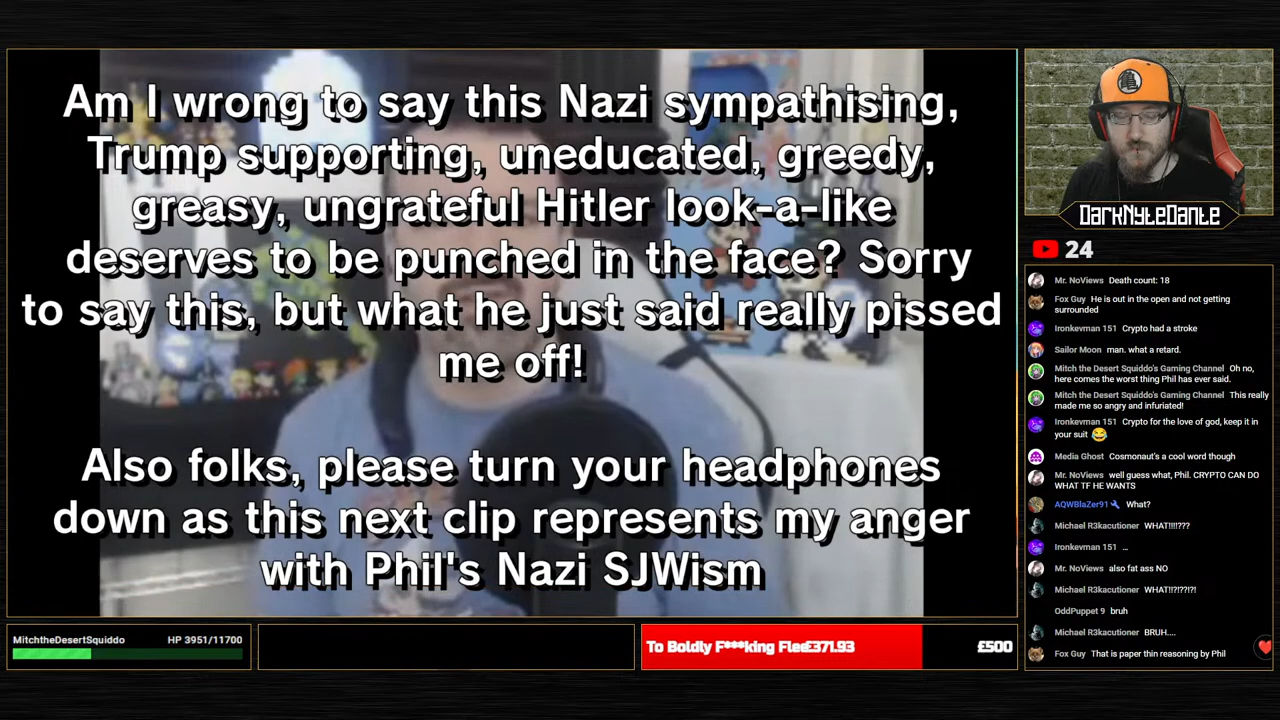 Am I wrong to say this Nazi sympathising,
Trump supporting, uneducated, greedy,
greasy, ungrateful Hitler look-a-like
deserves to be punched in the face? Sorry
to say this, but what he just said really pissed
me off!
Also folks, please turn your headphones
down as this next clip represents my anger
with Phil's Nazi SJWism
MitchtheDesertSquiddo HP 3951/11700
To Boldly F***king Flee£371.93 £500
DarkNyteDante
24
Mr. NoViews Death count: 18
Fox Guy He is out in the open and not getting
surrounded
Ironkevman 151 Crypto had a stroke
Sailor Moon man. what a retard.
Mitch the Desert Squiddo's Gaming Channel Oh no,
here comes the worst thing Phil has ever said.
Mitch the Desert Squiddo's Gaming Channel This really
made me so angry and infuriated!
Ironkevman 151 Crypto for the love of god, keep it in
your suit 😂
Media Ghost Cosmonaut's a cool word though
Mr. NoViews well guess what, Phil. CRYPTO CAN DO
WHAT TF HE WANTS
AQWBlaZer91 What?
Michael R3kacutioner WHAT!!!!???
Ironkevman 151 ...
Mr. NoViews also fat ass NO
Michael R3kacutioner WHAT!!?!??!?!
OddPuppet 9 bruh
Michael R3kacutioner BRUH....
Fox Guy That is paper thin reasoning by Phil